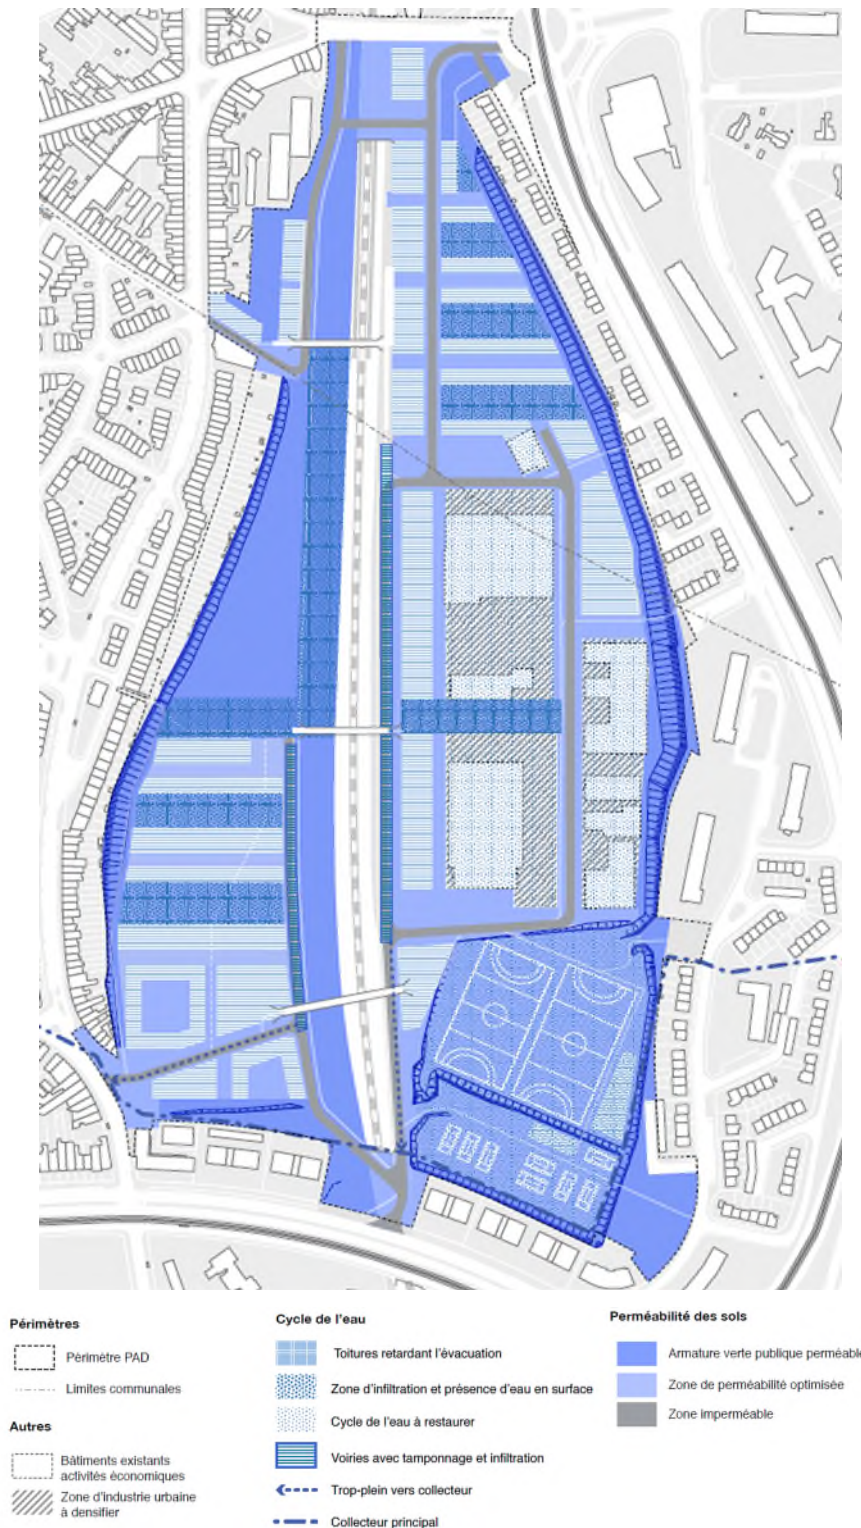 Périmètres
Périmètre PAD
Limites communales
Autres
Bâtiments existants
activités économiques
Zone d'industrie urbaine
à densifier
Cycle de l'eau
Toitures retardant l'évacuation
Zone d'infiltration et présence d'eau en surface
Cycle de l'eau à restaurer
Voiries avec tamponnage et infiltration
Trop-plein vers collecteur
Collecteur principal
Perméabilité des sols
Armature verte publique perméable
Zone de perméabilité optimisée
Zone imperméable